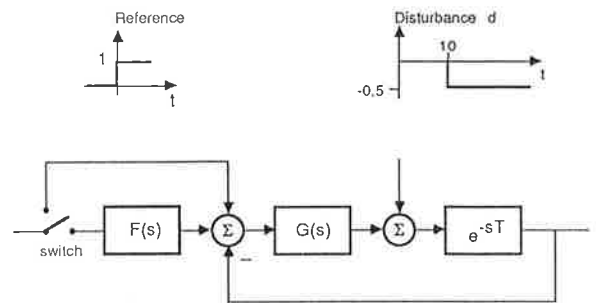 Reference
1
t
Disturbance d
10
t
-0,5
switch
F(s)
Σ
G(s)
Σ
e-sT
−